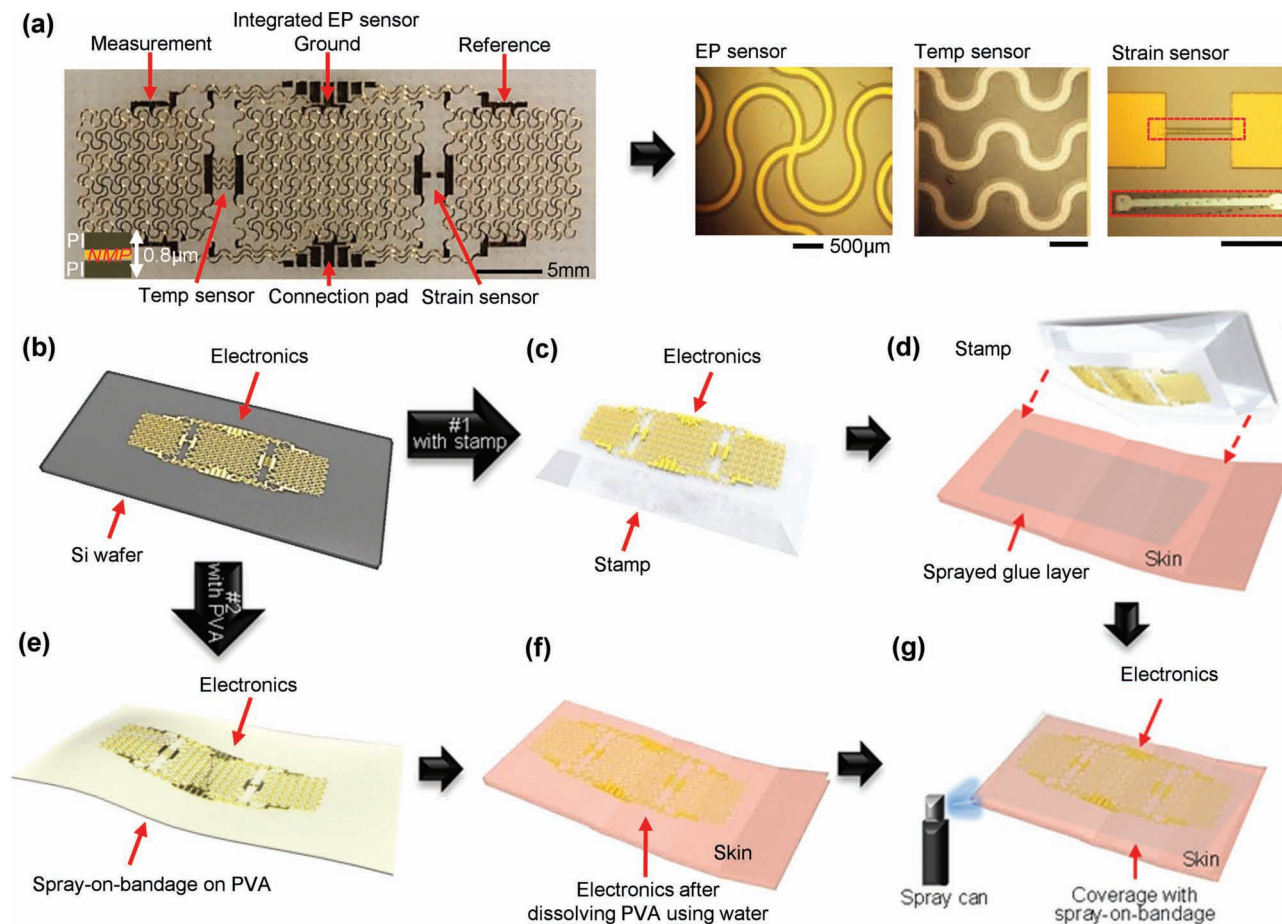 (a)
Integrated EP sensor
Measurement
Ground
Reference
PI
NMP
PI
0.8μm
5mm
Temp sensor
Connection pad
Strain sensor
EP sensor
Temp sensor
Strain sensor
500μm
(b)
Electronics
Si wafer
#1
with stamp
(c)
Electronics
Stamp
(d)
Stamp
Sprayed glue layer
Skin
#2
with PVA
(e)
Electronics
Spray-on-bandage on PVA
(f)
Skin
Electronics after
dissolving PVA using water
(g)
Electronics
Skin
Spray can
Coverage with
spray-on-bandage